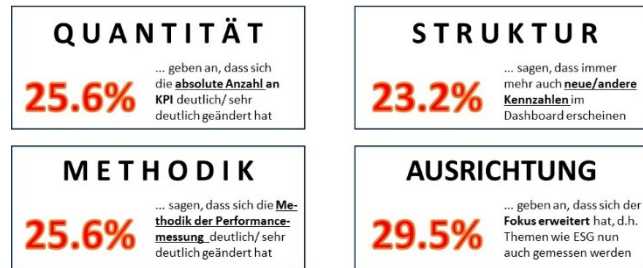 QUANTITÄT
25.6%
... geben an, dass sich
die absolute Anzahl an
KPI deutlich/ sehr
deutlich geändert hat
STRUKTUR
23.2%
... sagen, dass immer
mehr auch neue/andere
Kennzahlen im
Dashboard erscheinen
METHODIK
25.6%
... sagen, dass sich die Me-
thodik der Performance-
messung deutlich/ sehr
deutlich geändert hat
AUSRICHTUNG
29.5%
... geben an, dass sich der
Fokus erweitert hat, d.h.
Themen wie ESG nun
auch gemessen werden